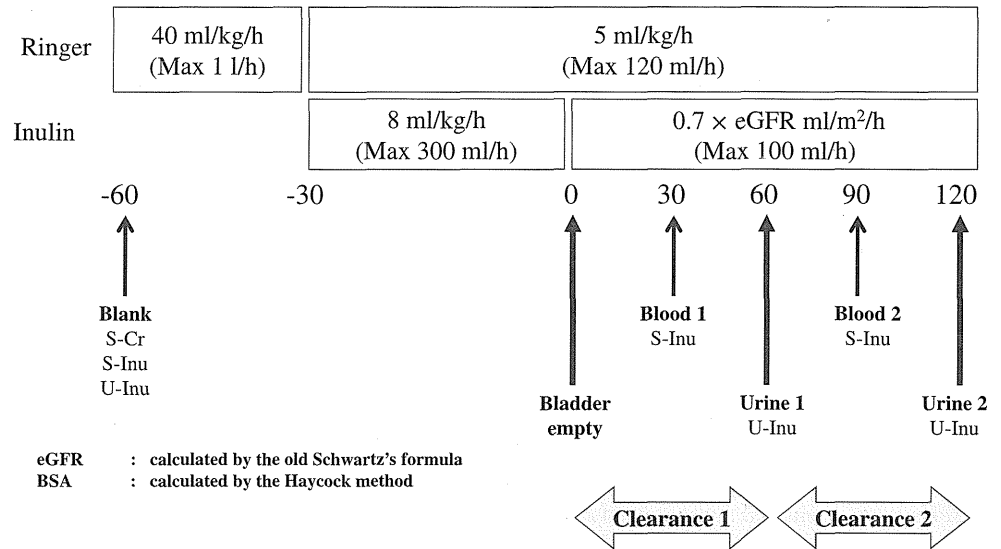 Ringer
40 ml/kg/h
(Max 1 l/h)
5 ml/kg/h
(Max 120 ml/h)
Inulin
8 ml/kg/h
(Max 300 ml/h)
0.7 × eGFR ml/m²/h
(Max 100 ml/h)
-60 -30 0 30 60 90 120
Blank
S-Cr
S-Inu
U-Inu
Blood 1
S-Inu
Blood 2
S-Inu
Bladder
empty
Urine 1
U-Inu
Urine 2
U-Inu
eGFR : calculated by the old Schwartz's formula
BSA : calculated by the Haycock method
Clearance 1
Clearance 2